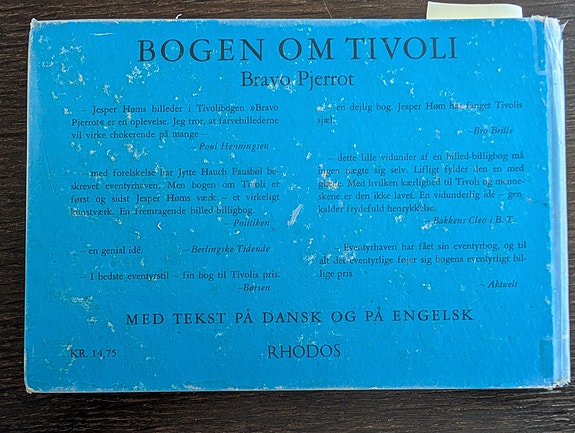 BOGEN OM TIVOLI
Bravo Pjerrot
– Jesper Høms billeder i Tivolibogen »Bravo
Pjerrot« er en oplevelse. Jeg tror, at farvebillederne
vil virke chokerende på mange –
– Poul Henningsen
– med forelskelse har Jytte Hauch Fausbøl be-
skrevet eventyrhaven. Men bogen om Tivoli er
først og sidst Jesper Høms værk – et virkeligt
kunstværk. En fremragende billed-billigbog.
– Politiken
– en genial idé.
– Berlingske Tidende
– I bedste eventyrstil – fin bog til Tivolis pris.
–Børsen
– en dejlig bog. Jesper Høm har fanget Tivolis
sjæl.
– Bro Brille
– dette lille vidunder af en billed-billigbog må
ingen nægte sig selv. Lifligt fylder den en med
glæde. Med hvilken kærlighed til Tivoli og menne-
skene er den ikke lavet. En vidunderlig idé – gen-
kalder frydefuld henrykkelse.
– Bakkens Cleo i B. T.
– Eventyrhaven har fået sin eventyrbog, og til
alt det eventyrlige føjer sig bogens eventyrligt bil-
lige pris.
– Aktuelt
MED TEKST PÅ DANSK OG PÅ ENGELSK
KR. 14,75
RHODOS